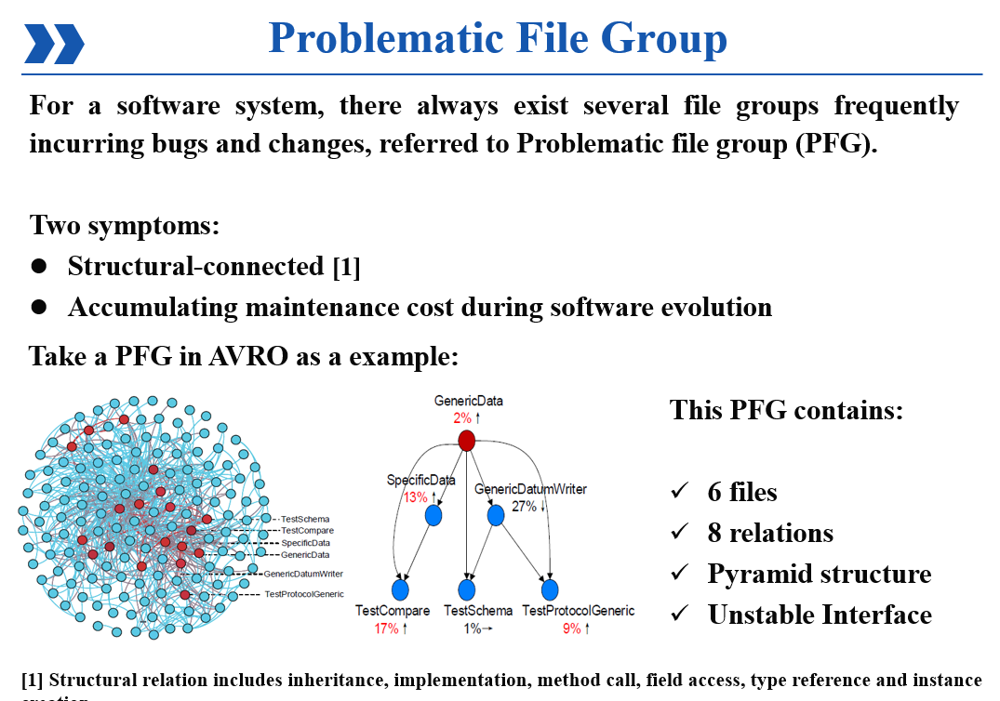 Problematic File Group
For a software system, there always exist several file groups frequently
incurring bugs and changes, referred to Problematic file group (PFG).
Two symptoms:
● Structural-connected [1]
● Accumulating maintenance cost during software evolution
Take a PFG in AVRO as a example:
TestSchema
TestCompare
SpecificData
GenericData
GenericDatumWriter
TestProtocolGeneric
GenericData
2% ↑
SpecificData
13% ↑
GenericDatumWriter
27% ↓
TestCompare
17% ↑
TestSchema
1%→
TestProtocolGeneric
9% ↑
This PFG contains:
✓ 6 files
✓ 8 relations
✓ Pyramid structure
✓ Unstable Interface
[1] Structural relation includes inheritance, implementation, method call, field access, type reference and instance